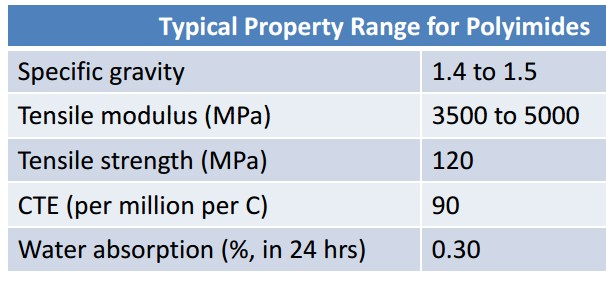 Typical Property Range for Polyimides
Specific gravity 1.4 to 1.5
Tensile modulus (MPa) 3500 to 5000
Tensile strength (MPa) 120
CTE (per million per C) 90
Water absorption (%, in 24 hrs) 0.30